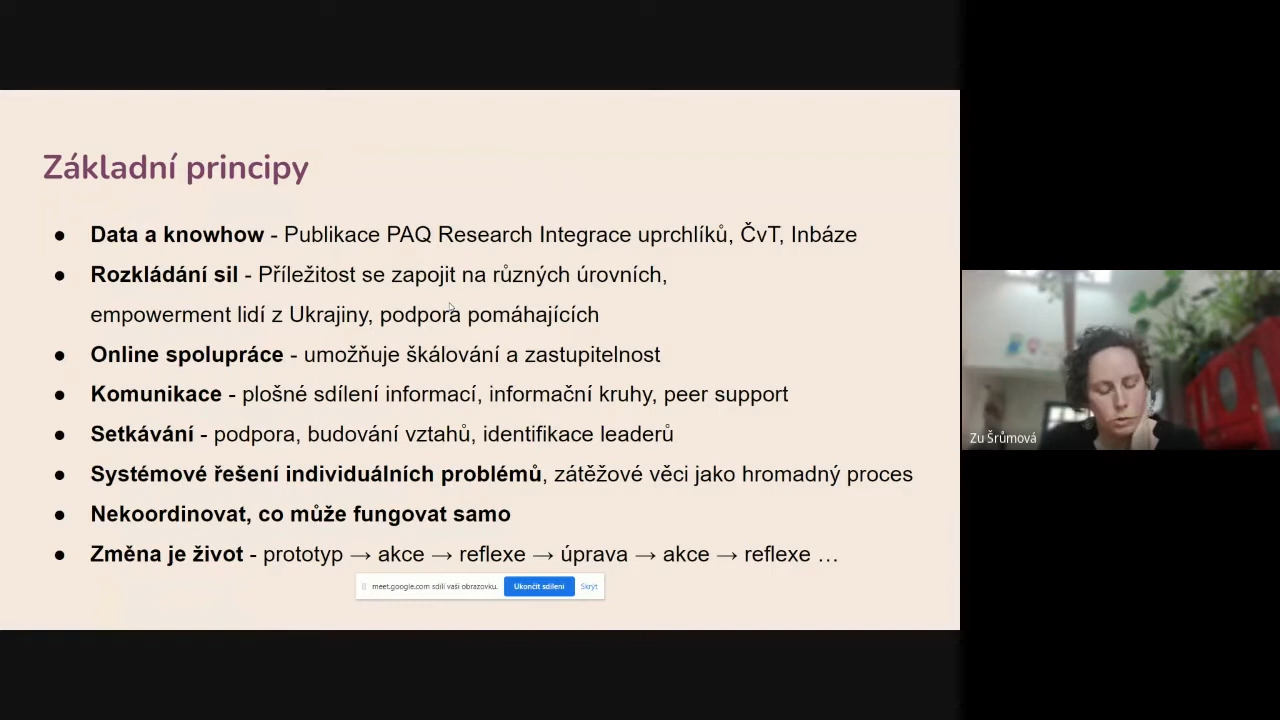 Základní principy
● Data a knowhow - Publikace PAQ Research Integrace uprchlíků, ČvT, Inbáze
● Rozkládání sil - Příležitost se zapojit na různých úrovních,
empowerment lidí z Ukrajiny, podpora pomáhajících
● Online spolupráce - umožňuje škálování a zastupitelnost
● Komunikace - plošné sdílení informací, informační kruhy, peer support
● Setkávání - podpora, budování vztahů, identifikace leaderů
● Systémové řešení individuálních problémů, zátěžové věci jako hromadný proces
● Nekoordinovat, co může fungovat samo
● Změna je život - prototyp → akce → reflexe → úprava → akce → reflexe …
meet.google.com sdílí vaši obrazovku. Ukončit sdílení Skrýt
Zu Šrůmová